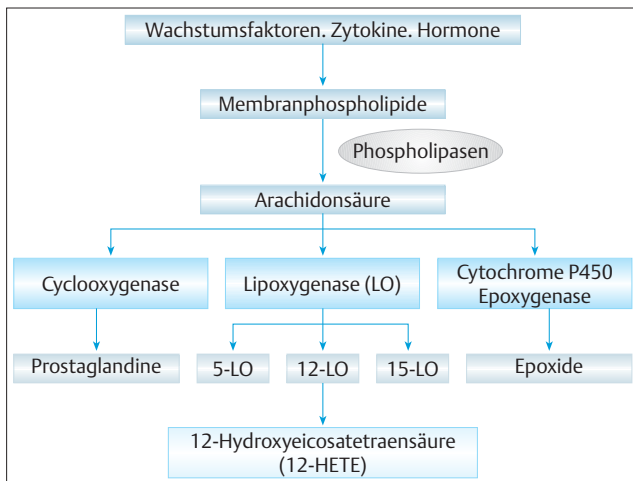 Wachstumsfaktoren. Zytokine. Hormone
Membranphospholipide
Phospholipasen
Arachidonsäure
Cyclooxygenase
Lipoxygenase (LO)
Cytochrome P450
Epoxygenase
Prostaglandine
5-LO
12-LO
15-LO
Epoxide
12-Hydroxyeicosatetraensäure
(12-HETE)